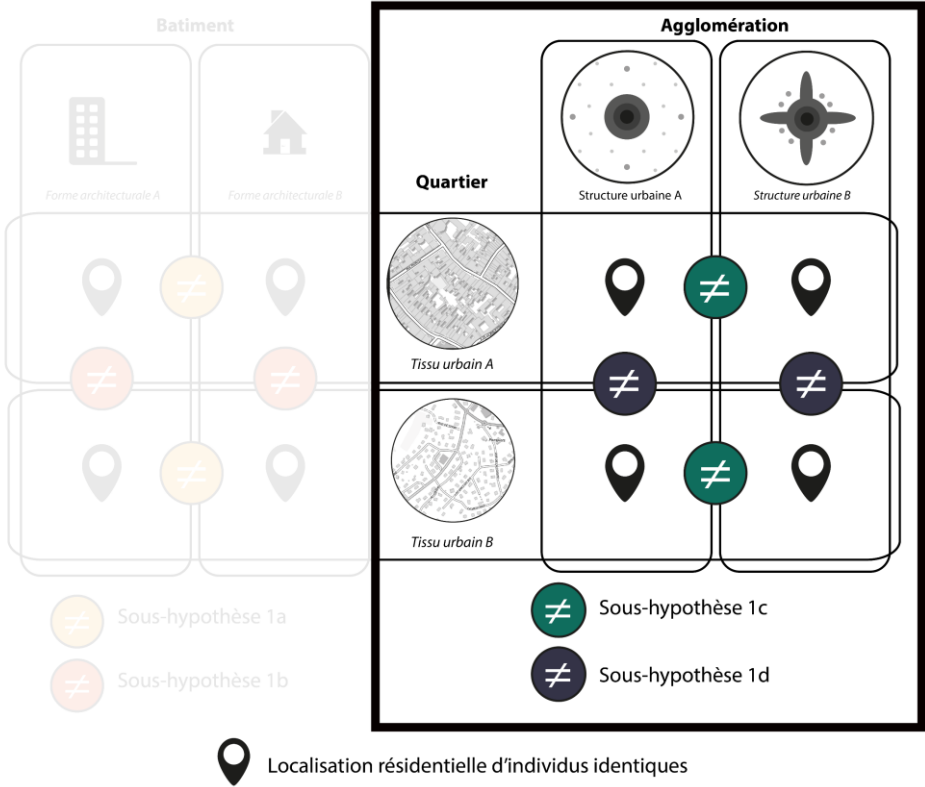 Batiment
Agglomération
Forme architecturale A
Forme architecturale B
Quartier
Structure urbaine A
Structure urbaine B
≠
≠
Tissu urbain A
≠
≠
≠
≠
≠
≠
Tissu urbain B
≠ Sous-hypothèse 1a
≠ Sous-hypothèse 1c
≠ Sous-hypothèse 1b
≠ Sous-hypothèse 1d
Localisation résidentielle d'individus identiques